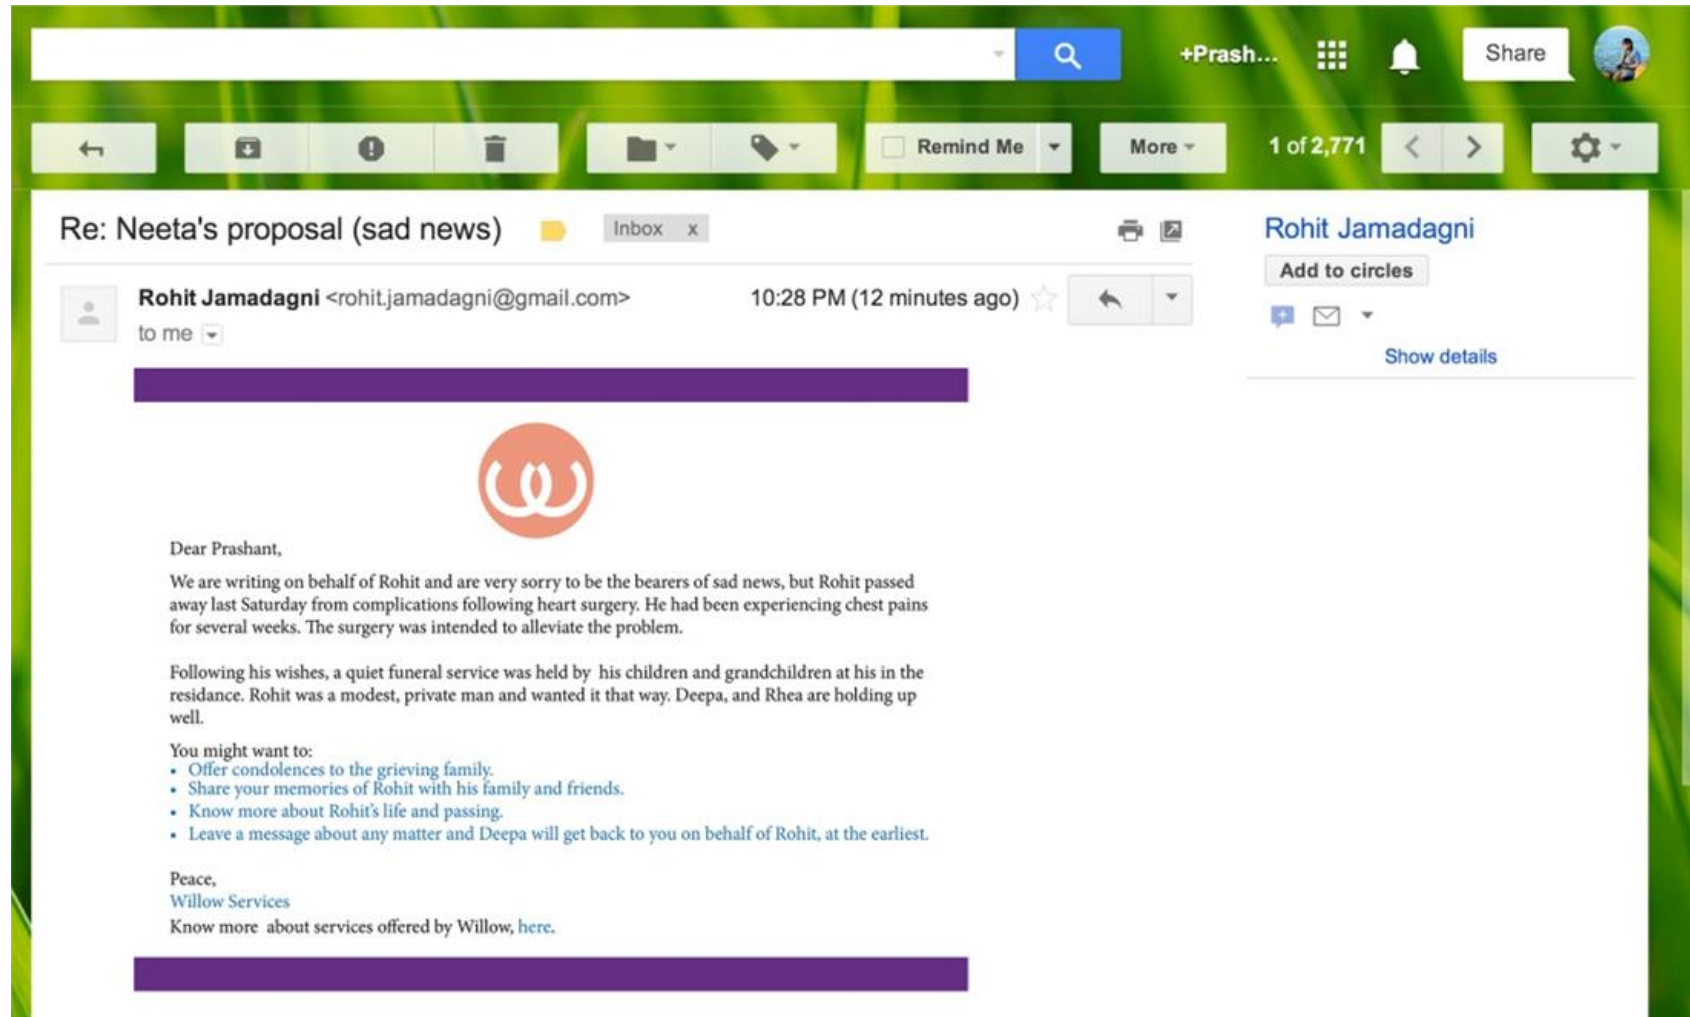 +Prash...
Share
Remind Me
More
1 of 2,771
Re: Neeta's proposal (sad news)
Inbox x
Rohit Jamadagni <rohit.jamadagni@gmail.com>
10:28 PM (12 minutes ago)
to me
Rohit Jamadagni
Add to circles
Show details
Dear Prashant,
We are writing on behalf of Rohit and are very sorry to be the bearers of sad news, but Rohit passed
away last Saturday from complications following heart surgery. He had been experiencing chest pains
for several weeks. The surgery was intended to alleviate the problem.
Following his wishes, a quiet funeral service was held by his children and grandchildren at his in the
residance. Rohit was a modest, private man and wanted it that way. Deepa, and Rhea are holding up
well.
You might want to:
• Offer condolences to the grieving family.
• Share your memories of Rohit with his family and friends.
• Know more about Rohit's life and passing.
• Leave a message about any matter and Deepa will get back to you on behalf of Rohit, at the earliest.
Peace,
Willow Services
Know more about services offered by Willow, here.